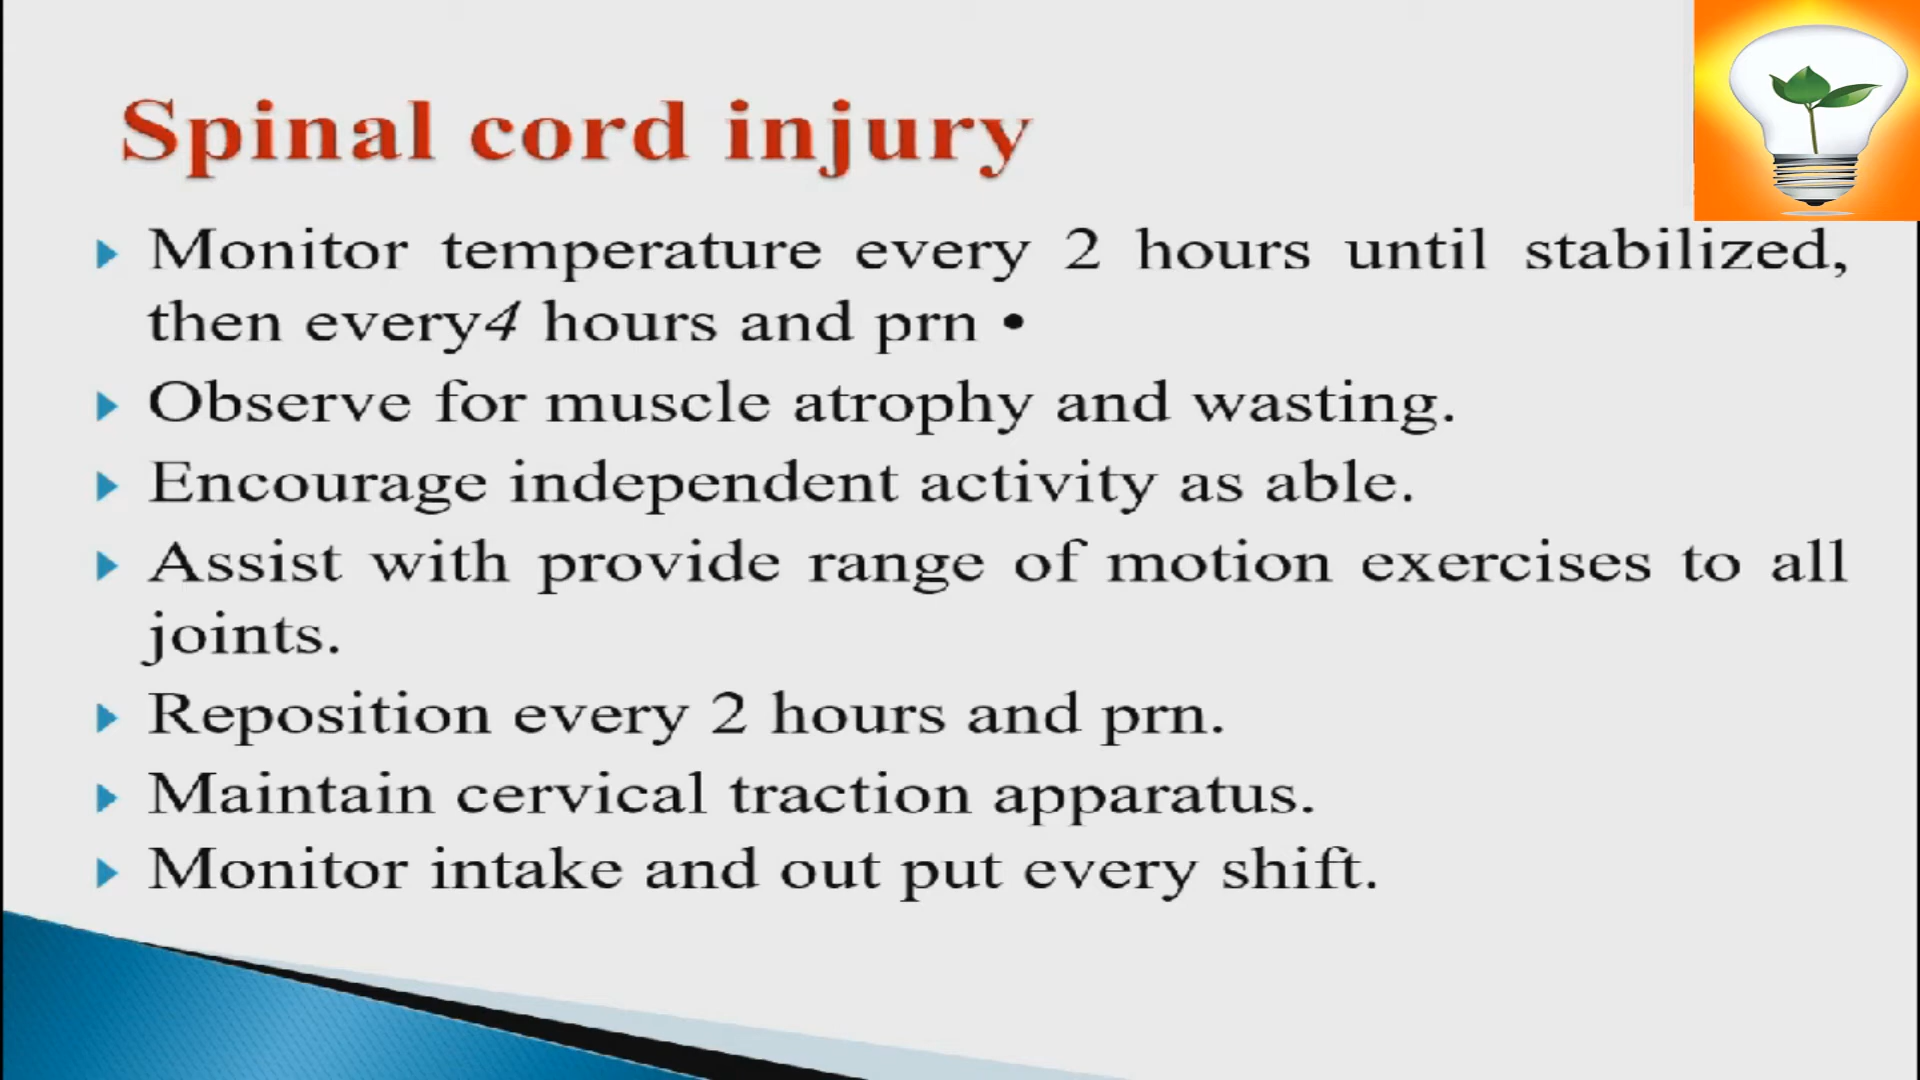 Spinal cord injury
Monitor temperature every 2 hours until stabilized,
then every4 hours and prn •
Observe for muscle atrophy and wasting.
Encourage independent activity as able.
Assist with provide range of motion exercises to all
joints.
Reposition every 2 hours and prn.
Maintain cervical traction apparatus.
Monitor intake and out put every shift.